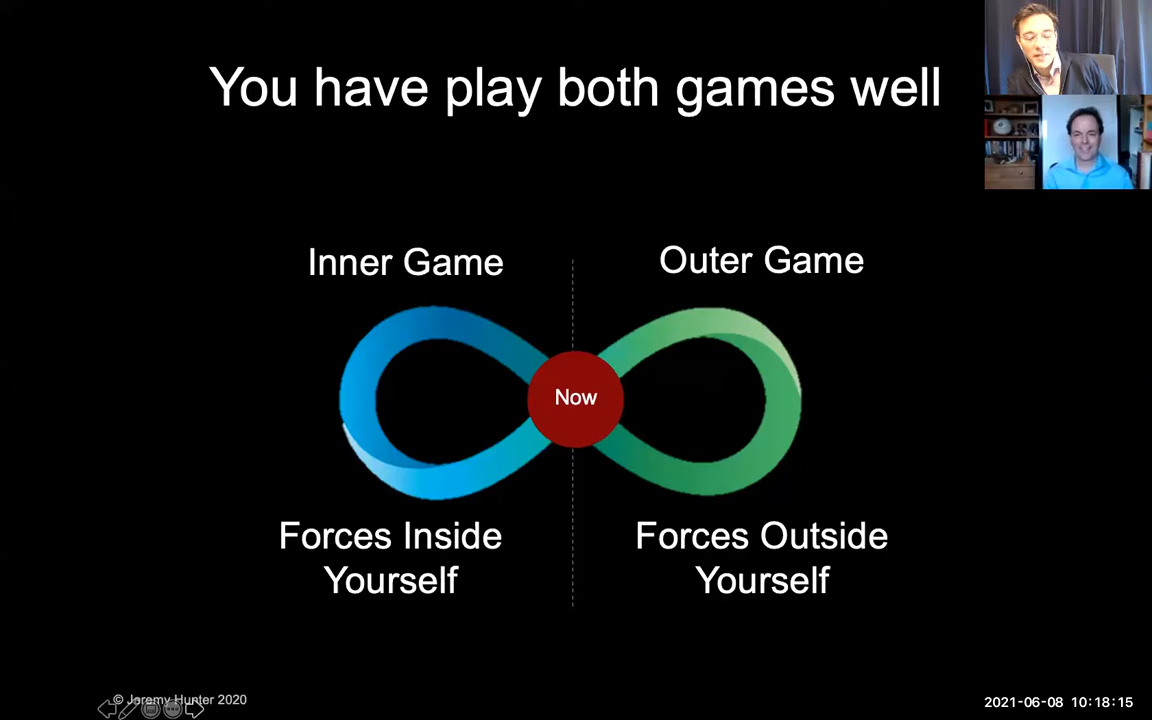 You have play both games well
Inner Game
Outer Game
Now
Forces Inside
Yourself
Forces Outside
Yourself
© Jeremy Hunter 2020
2021-06-08 10:18:15